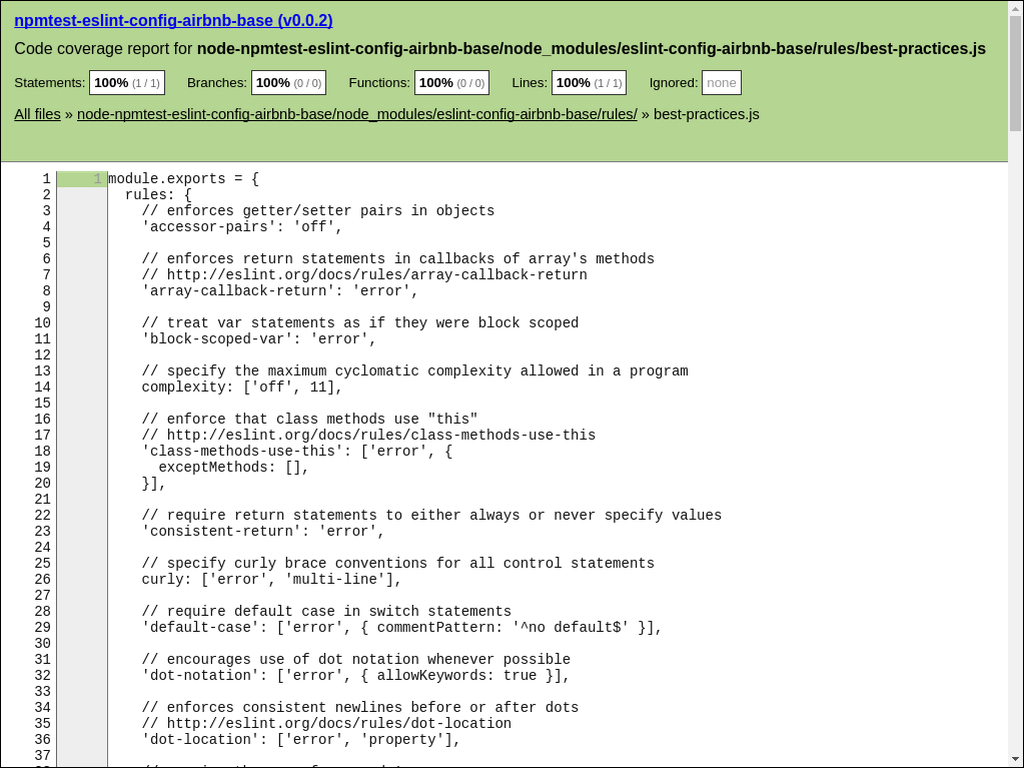 npmtest-eslint-config-airbnb-base (v0.0.2)
Code coverage report for node-npmtest-eslint-config-airbnb-base/node_modules/eslint-config-airbnb-base/rules/best-practices.js
Statements: 100% (1 / 1) Branches: 100% (0 / 0) Functions: 100% (0 / 0) Lines: 100% (1 / 1) Ignored: none
All files » node-npmtest-eslint-config-airbnb-base/node_modules/eslint-config-airbnb-base/rules/ » best-practices.js
1 1 module.exports = {
2   rules: {
3     // enforces getter/setter pairs in objects
4     'accessor-pairs': 'off',
5
6     // enforces return statements in callbacks of array's methods
7     // http://eslint.org/docs/rules/array-callback-return
8     'array-callback-return': 'error',
9
10     // treat var statements as if they were block scoped
11     'block-scoped-var': 'error',
12
13     // specify the maximum cyclomatic complexity allowed in a program
14     complexity: ['off', 11],
15
16     // enforce that class methods use "this"
17     // http://eslint.org/docs/rules/class-methods-use-this
18     'class-methods-use-this': ['error', {
19       exceptMethods: [],
20     }],
21
22     // require return statements to either always or never specify values
23     'consistent-return': 'error',
24
25     // specify curly brace conventions for all control statements
26     curly: ['error', 'multi-line'],
27
28     // require default case in switch statements
29     'default-case': ['error', { commentPattern: '^no default$' }],
30
31     // encourages use of dot notation whenever possible
32     'dot-notation': ['error', { allowKeywords: true }],
33
34     // enforces consistent newlines before or after dots
35     // http://eslint.org/docs/rules/dot-location
36     'dot-location': ['error', 'property'],
37